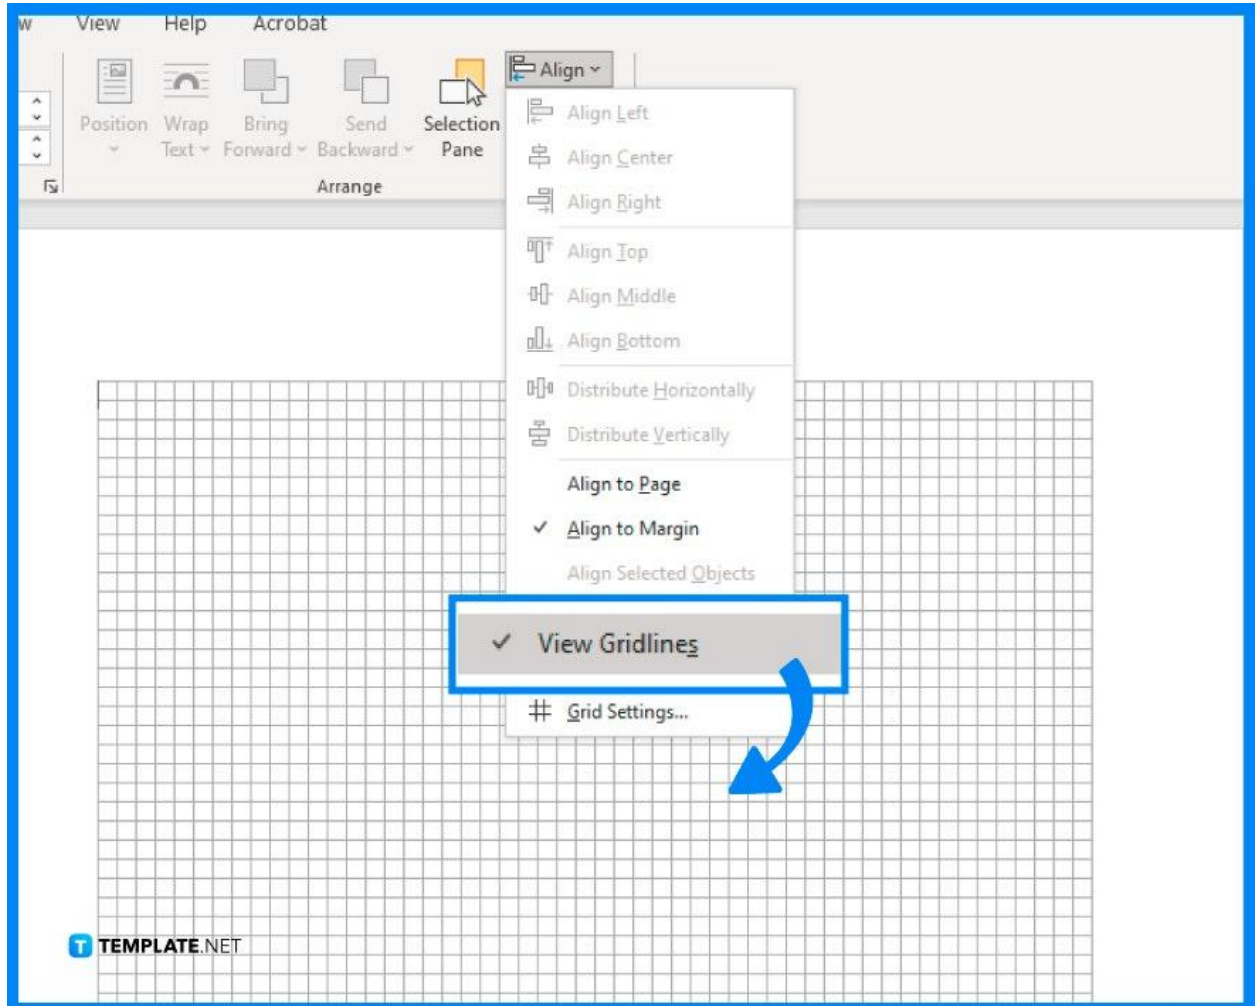 w View Help Acrobat
Align
Position
Wrap Text
Bring Forward
Send Backward
Selection Pane
Arrange
Align Left
Align Center
Align Right
Align Top
Align Middle
Align Bottom
Distribute Horizontally
Distribute Vertically
Align to Page
Align to Margin
Align Selected Objects
View Gridlines
Grid Settings...
T TEMPLATE.NET